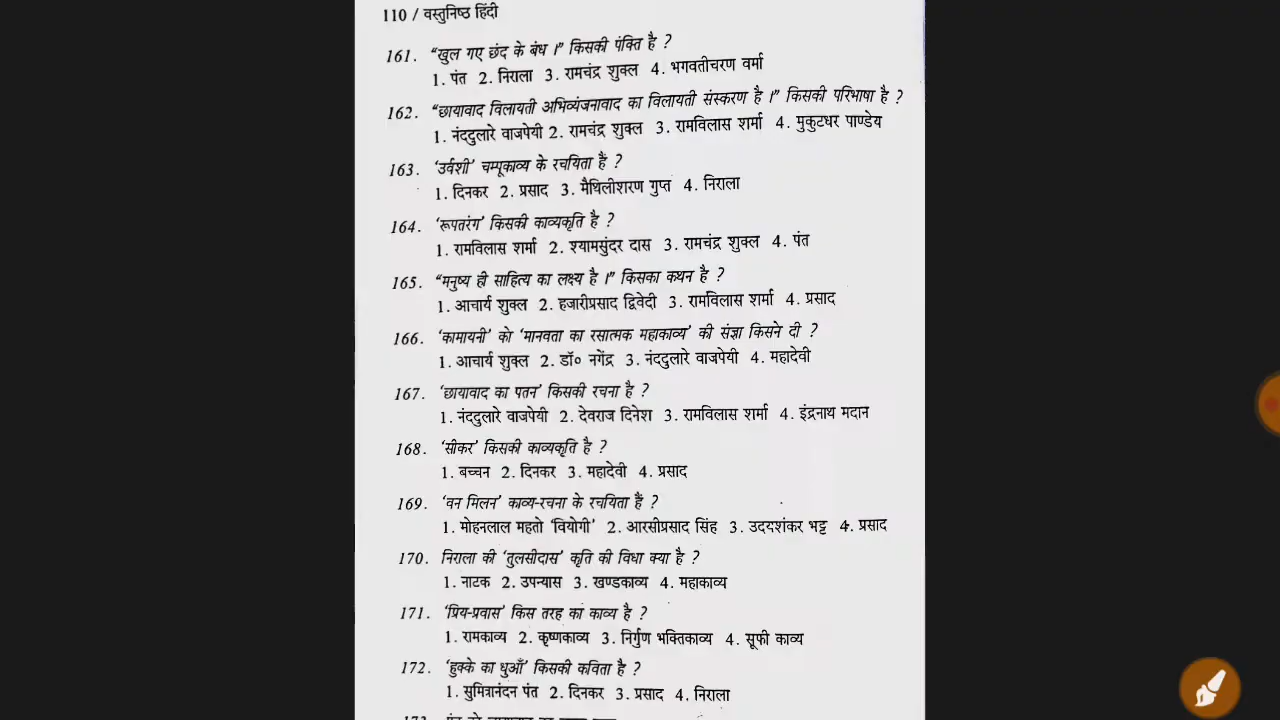 110 / वस्तुनिष्ठ हिंदी
161. “खुल गए छंद के बंध।” किसकी पंक्ति है ?
1. पंत 2. निराला 3. रामचंद्र शुक्ल 4. भगवतीचरण वर्मा
162. “छायावाद विलायती अभिव्यंजनावाद का विलायती संस्करण है।” किसकी परिभाषा है ?
1. नंददुलारे वाजपेयी 2. रामचंद्र शुक्ल 3. रामविलास शर्मा 4. मुकुटधर पाण्डेय
163. ‘उर्वशी’ चम्पूकाव्य के रचयिता हैं ?
1. दिनकर 2. प्रसाद 3. मैथिलीशरण गुप्त 4. निराला
164. ‘रूपतरंग’ किसकी काव्यकृति है ?
1. रामविलास शर्मा 2. श्यामसुंदर दास 3. रामचंद्र शुक्ल 4. पंत
165. “मनुष्य ही साहित्य का लक्ष्य है।” किसका कथन है ?
1. आचार्य शुक्ल 2. हजारीप्रसाद द्विवेदी 3. रामविलास शर्मा 4. प्रसाद
166. ‘कामायनी’ को ‘मानवता का रसात्मक महाकाव्य’ की संज्ञा किसने दी ?
1. आचार्य शुक्ल 2. डॉ० नगेंद्र 3. नंददुलारे वाजपेयी 4. महादेवी
167. ‘छायावाद का पतन’ किसकी रचना है ?
1. नंददुलारे वाजपेयी 2. देवराज दिनेश 3. रामविलास शर्मा 4. इंद्रनाथ मदान
168. ‘सीकर’ किसकी काव्यकृति है ?
1. बच्चन 2. दिनकर 3. महादेवी 4. प्रसाद
169. ‘वन मिलन’ काव्य-रचना के रचयिता हैं ?
1. मोहनलाल महतो ‘वियोगी’ 2. आरसीप्रसाद सिंह 3. उदयशंकर भट्ट 4. प्रसाद
170. निराला की ‘तुलसीदास’ कृति की विधा क्या है ?
1. नाटक 2. उपन्यास 3. खण्डकाव्य 4. महाकाव्य
171. ‘प्रिय-प्रवास’ किस तरह का काव्य है ?
1. रामकाव्य 2. कृष्णकाव्य 3. निर्गुण भक्तिकाव्य 4. सूफी काव्य
172. ‘हुक्के का धुआँ’ किसकी कविता है ?
1. सुमित्रानंदन पंत 2. दिनकर 3. प्रसाद 4. निराला